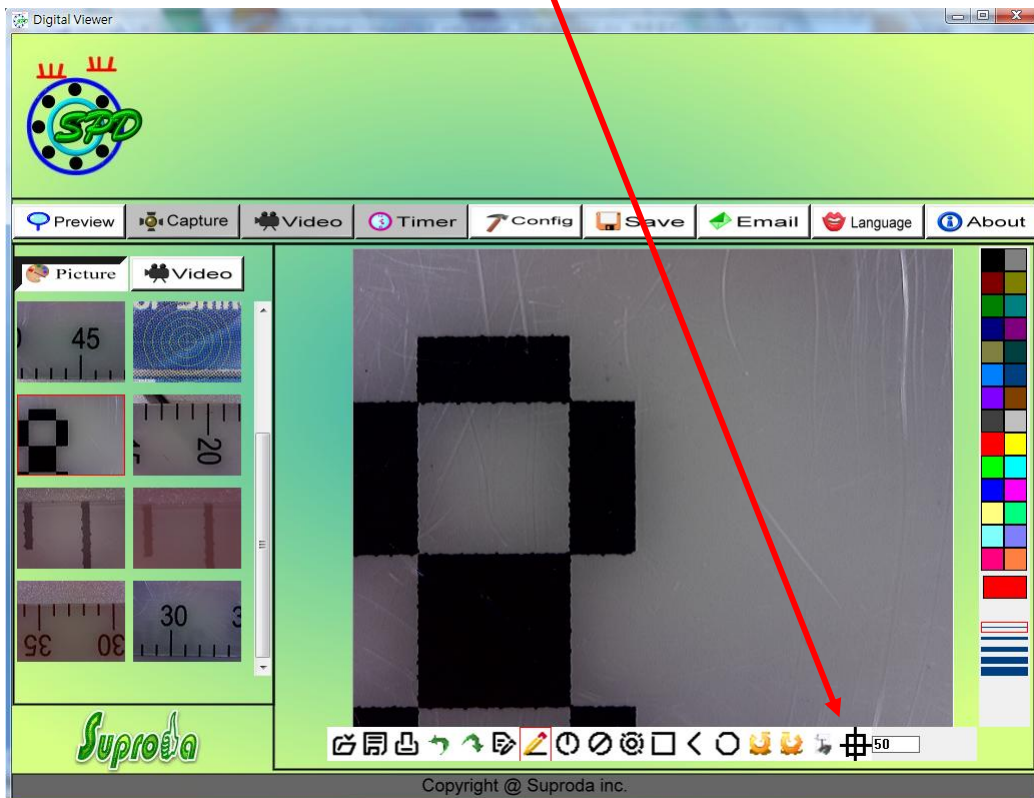 Digital Viewer
SPD
Preview Capture Video Timer Config Save Email Language About
Picture Video
45
20
30
35 30
Suproda
50
Copyright @ Suproda inc.